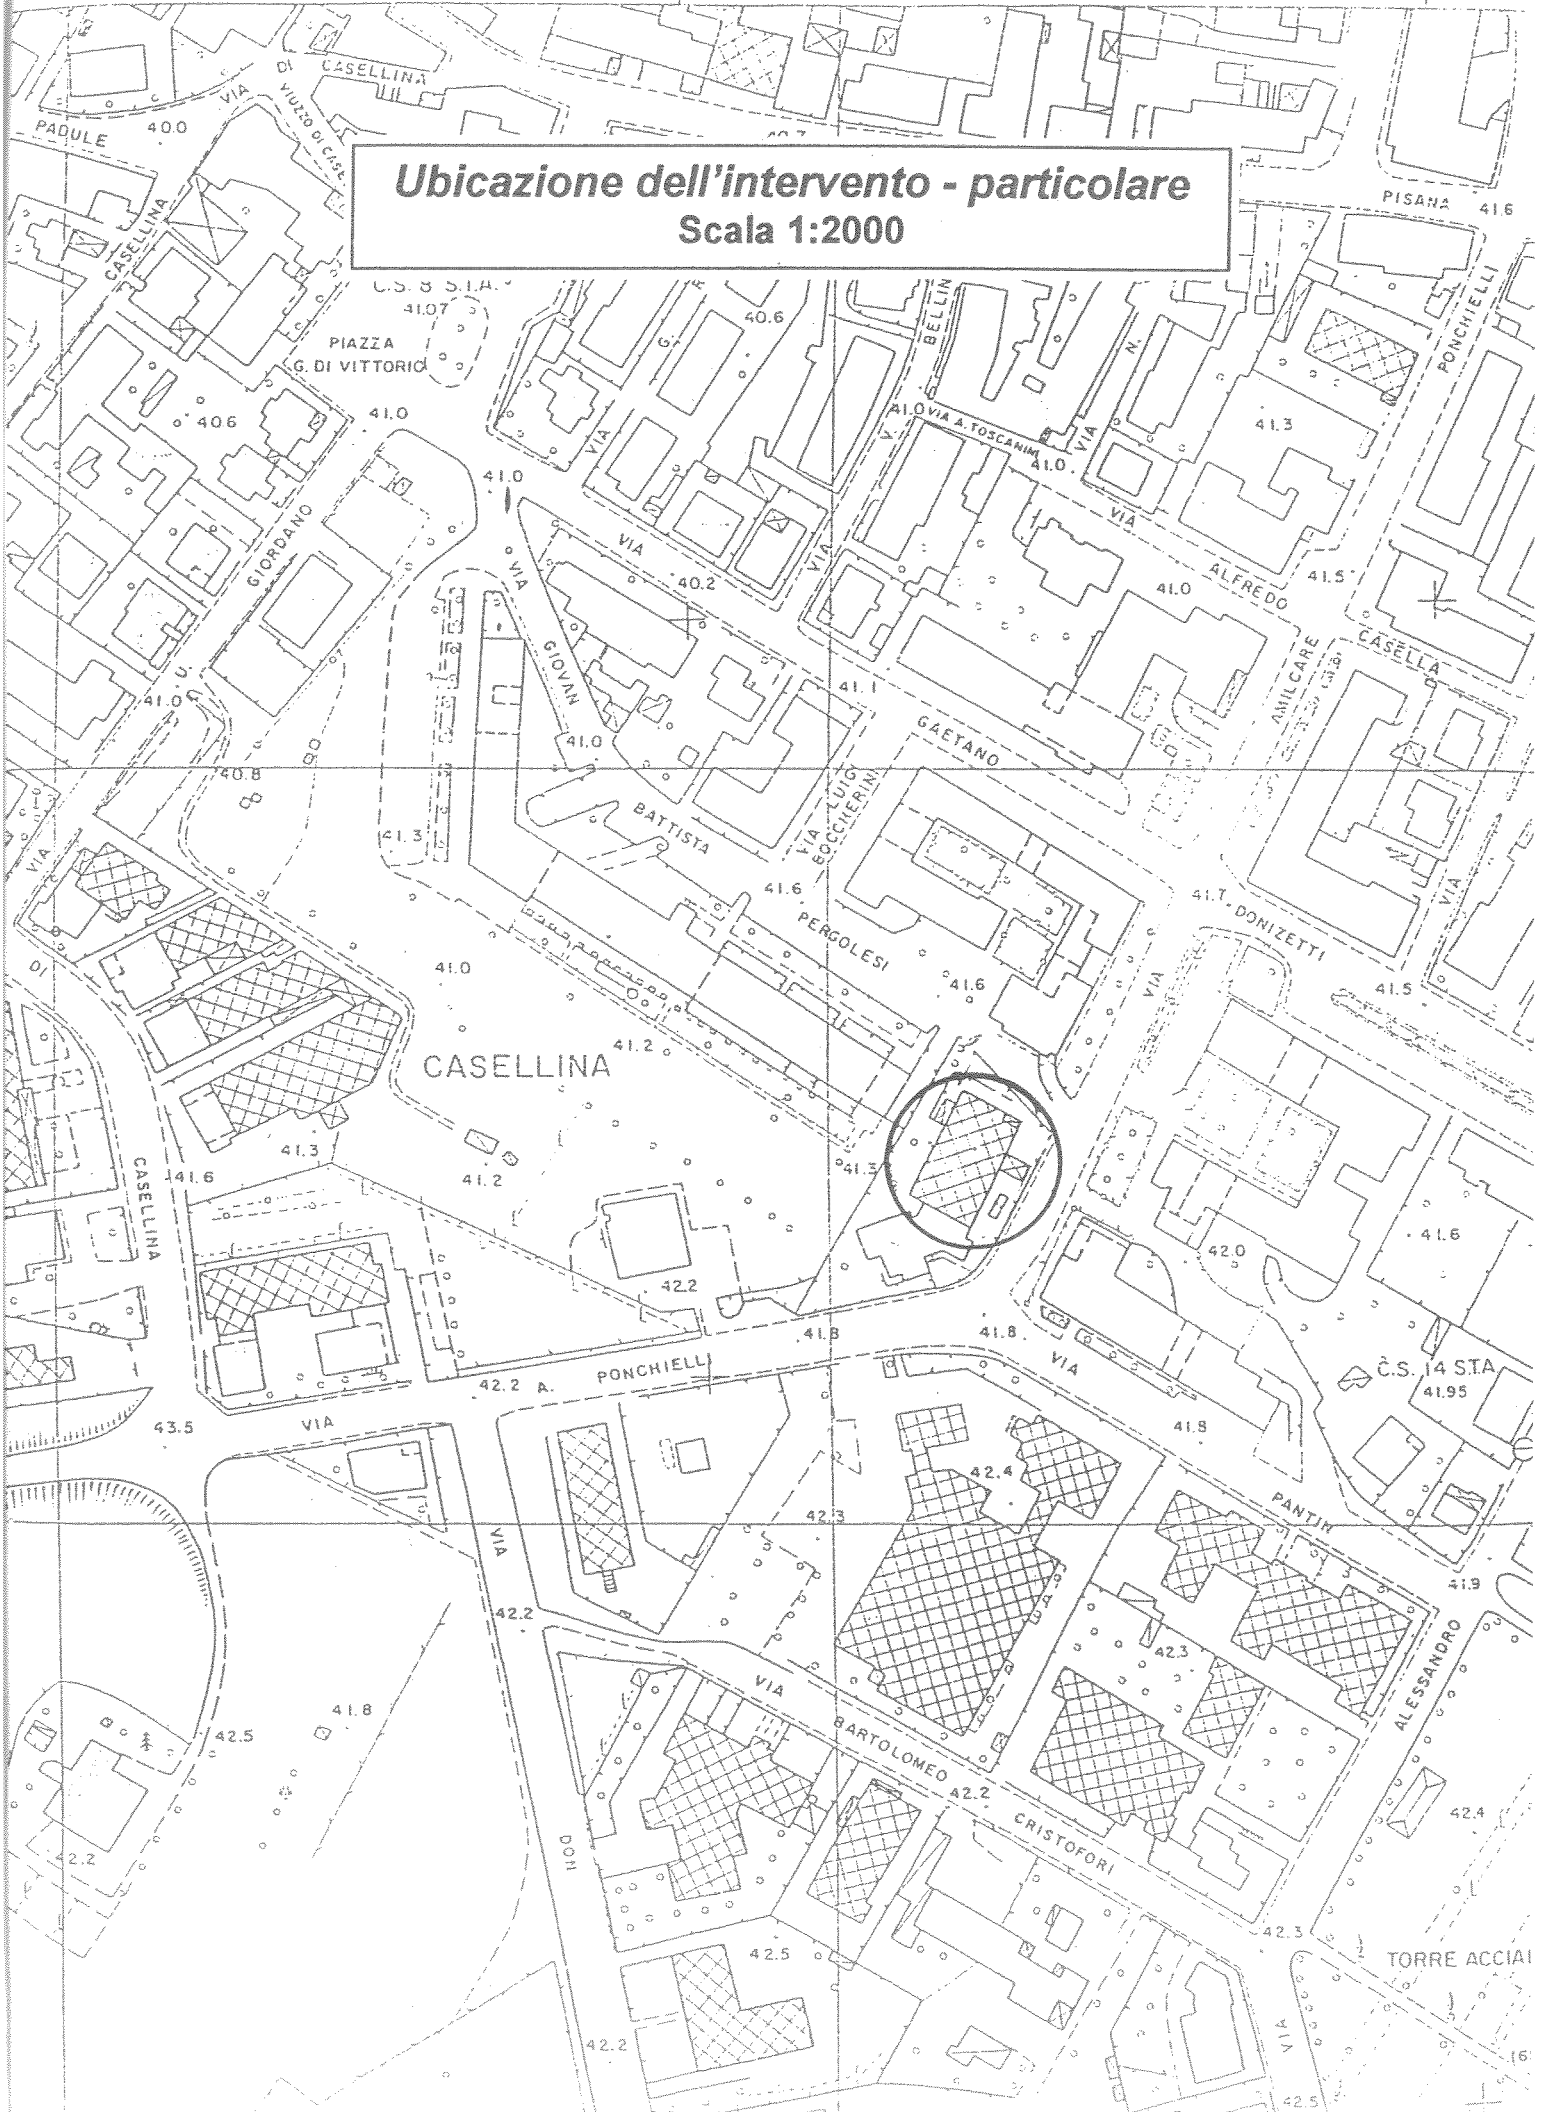 DI CASELLINA
VIA
VIUZZO DI CASE
PADULE
40.0
40.7
Ubicazione dell'intervento - particolare
Scala 1:2000
PISANA
41.6
CASELLINA
PONCHIELLI
C.S. 8 S.T.A.
41.07
PIAZZA
G. DI VITTORIO
40.6
BELLINI
G.
N.
41.0
40.6
41.0
VIA A. TOSCANINI
41.3
VIA
V.
VIA
41.0
41.0
VIA
GIORDANO
VIA
VIA
VIA
40.2
41.0
ALFREDO
41.5
CASELLA
AMILCARE
GIOVAN
U.
41.0
41.1
GAETANO
41.0
40.8
VIA LUIGI
BOCCHERINI
BATTISTA
41.3
VIA
41.6
PERGOLESI
41.7
DONIZETTI
VIA
DI
41.0
41.6
VIA
41.5
41.2
CASELLINA
41.3
41.3
CASELLINA
41.6
41.2
41.6
42.0
42.2
41.8
41.8
VIA
C.S. 14 S.T.A.
41.95
PONCHIELLI
A.
42.2
VIA
43.5
41.8
42.4
PANTIN
42.3
VIA
41.9
42.2
ALESSANDRO
42.3
VIA
41.8
42.5
BARTOLOMEO
42.2
42.4
CRISTOFORI
DON
42.2
42.3
42.5
TORRE ACCIAI
42.2
VIA
(6
42.5